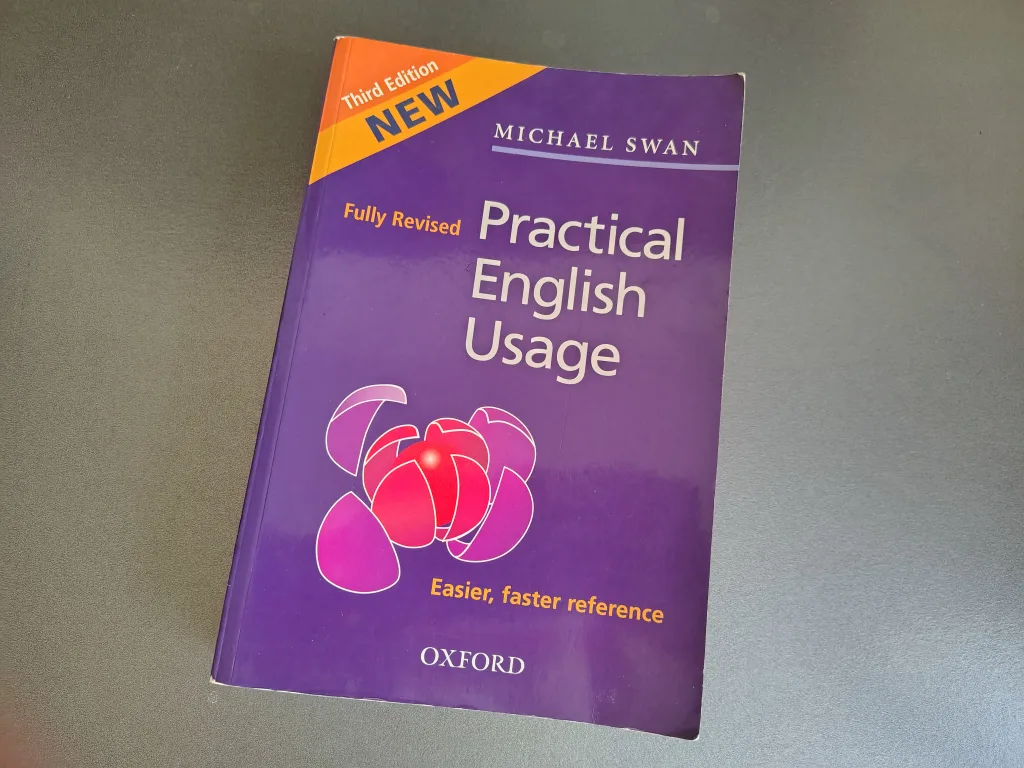 Third Edition
NEW
MICHAEL SWAN
Fully Revised
Practical
English
Usage
Easier, faster reference
OXFORD